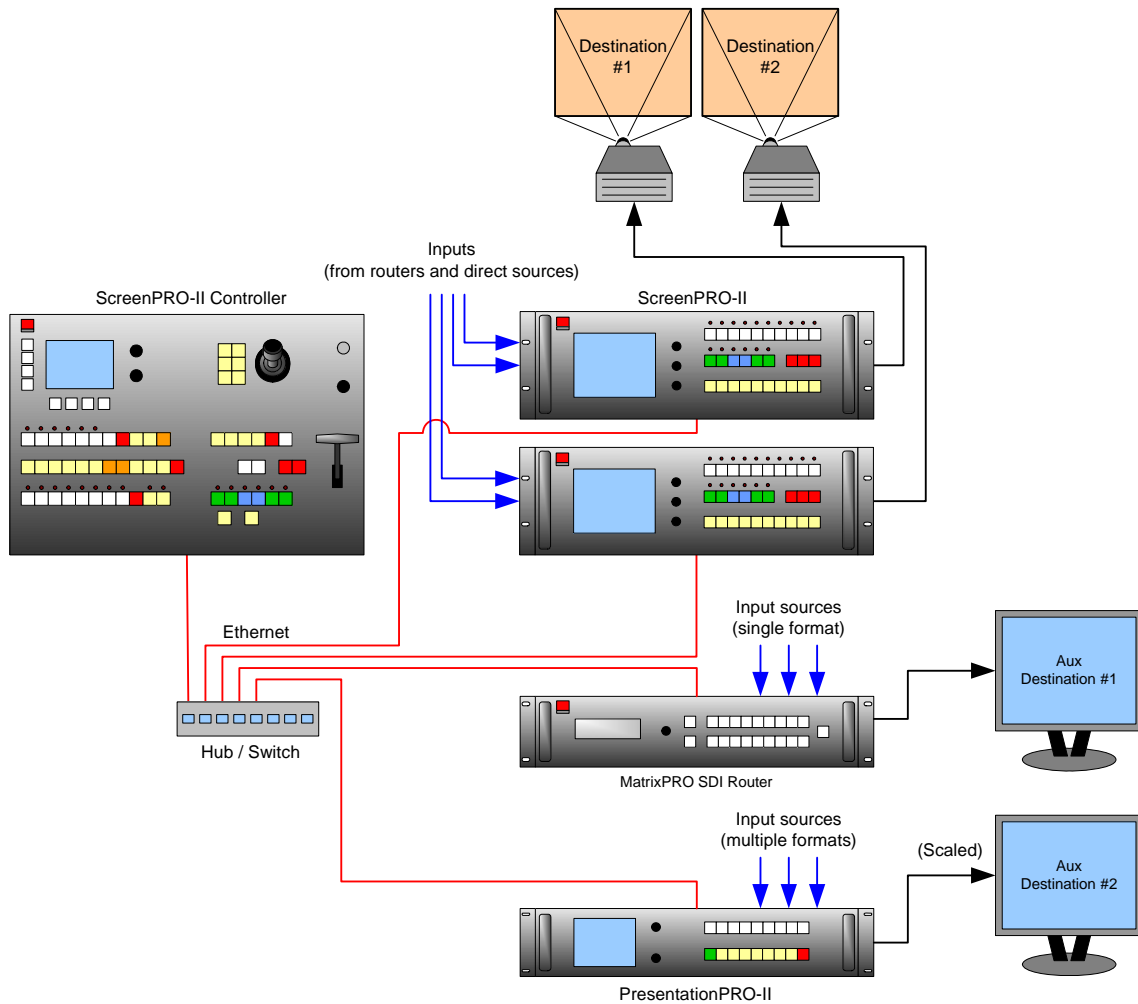 Destination
#1
Destination
#2
Inputs
(from routers and direct sources)
ScreenPRO-II Controller
ScreenPRO-II
Ethernet
Hub / Switch
Input sources
(single format)
Aux
Destination #1
MatrixPRO SDI Router
Input sources
(multiple formats)
(Scaled)
Aux
Destination #2
PresentationPRO-II